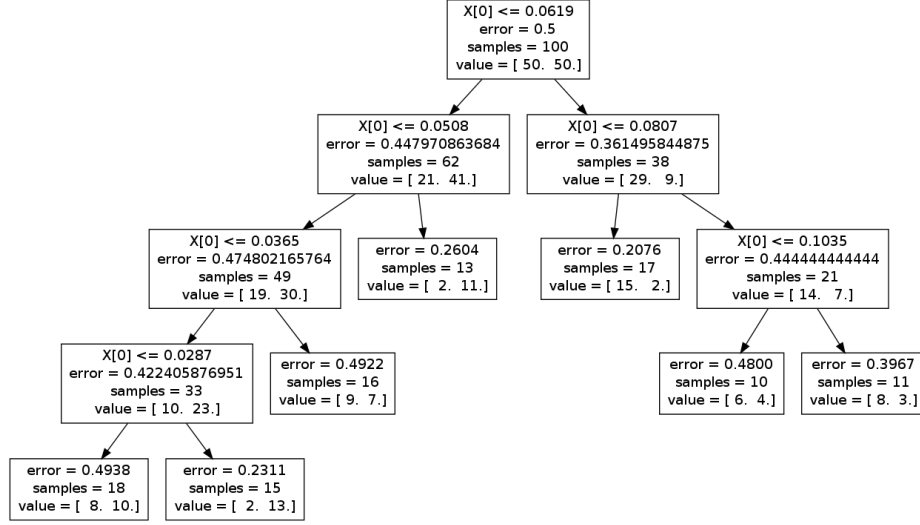 X[0] <= 0.0619
error = 0.5
samples = 100
value = [ 50.  50.]
X[0] <= 0.0508
error = 0.447970863684
samples = 62
value = [ 21.  41.]
X[0] <= 0.0807
error = 0.361495844875
samples = 38
value = [ 29.   9.]
X[0] <= 0.0365
error = 0.474802165764
samples = 49
value = [ 19.  30.]
error = 0.2604
samples = 13
value = [  2.  11.]
error = 0.2076
samples = 17
value = [ 15.   2.]
X[0] <= 0.1035
error = 0.444444444444
samples = 21
value = [ 14.   7.]
X[0] <= 0.0287
error = 0.422405876951
samples = 33
value = [ 10.  23.]
error = 0.4922
samples = 16
value = [ 9.  7.]
error = 0.4800
samples = 10
value = [ 6.  4.]
error = 0.3967
samples = 11
value = [ 8.  3.]
error = 0.4938
samples = 18
value = [  8.  10.]
error = 0.2311
samples = 15
value = [  2.  13.]